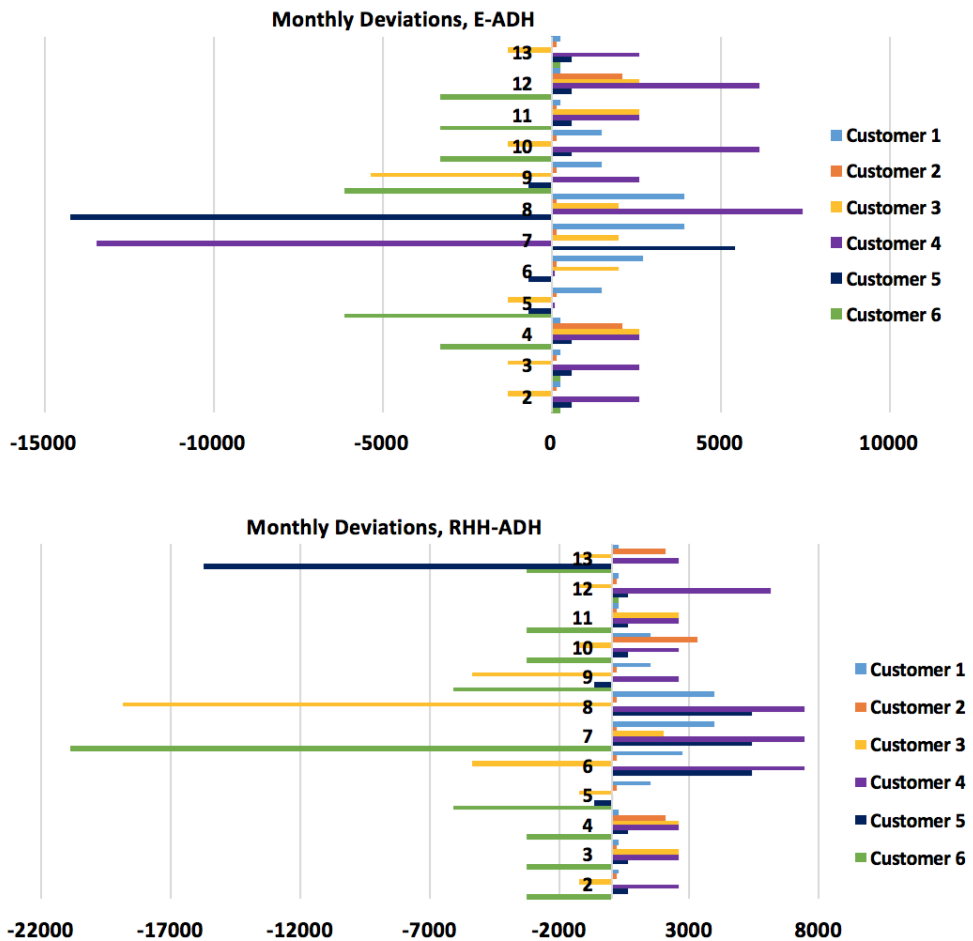 Monthly Deviations, E-ADH
13
12
11
10
9
8
7
6
5
4
3
2
-15000 -10000 -5000 0 5000 10000
Customer 1
Customer 2
Customer 3
Customer 4
Customer 5
Customer 6
Monthly Deviations, RHH-ADH
13
12
11
10
9
8
7
6
5
4
3
2
-22000 -17000 -12000 -7000 -2000 3000 8000
Customer 1
Customer 2
Customer 3
Customer 4
Customer 5
Customer 6